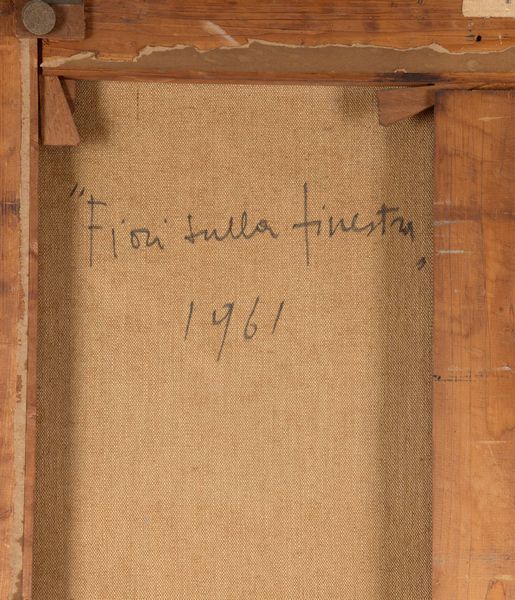 "Fiori sulla finestra"
1961